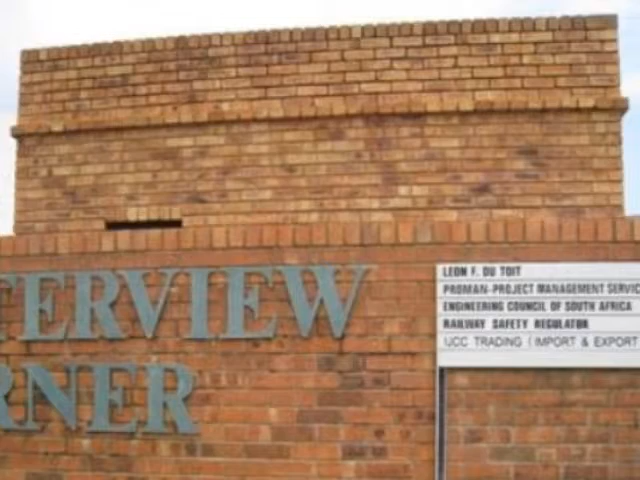 TERVIEW
RNER
LEON F. DU TOIT
PROMAN-PROJECT MANAGEMENT SERVIC
ENGINEERING COUNCIL OF SOUTH AFRICA
RAILWAY SAFETY REGULATOR
UCC TRADING (IMPORT & EXPORT